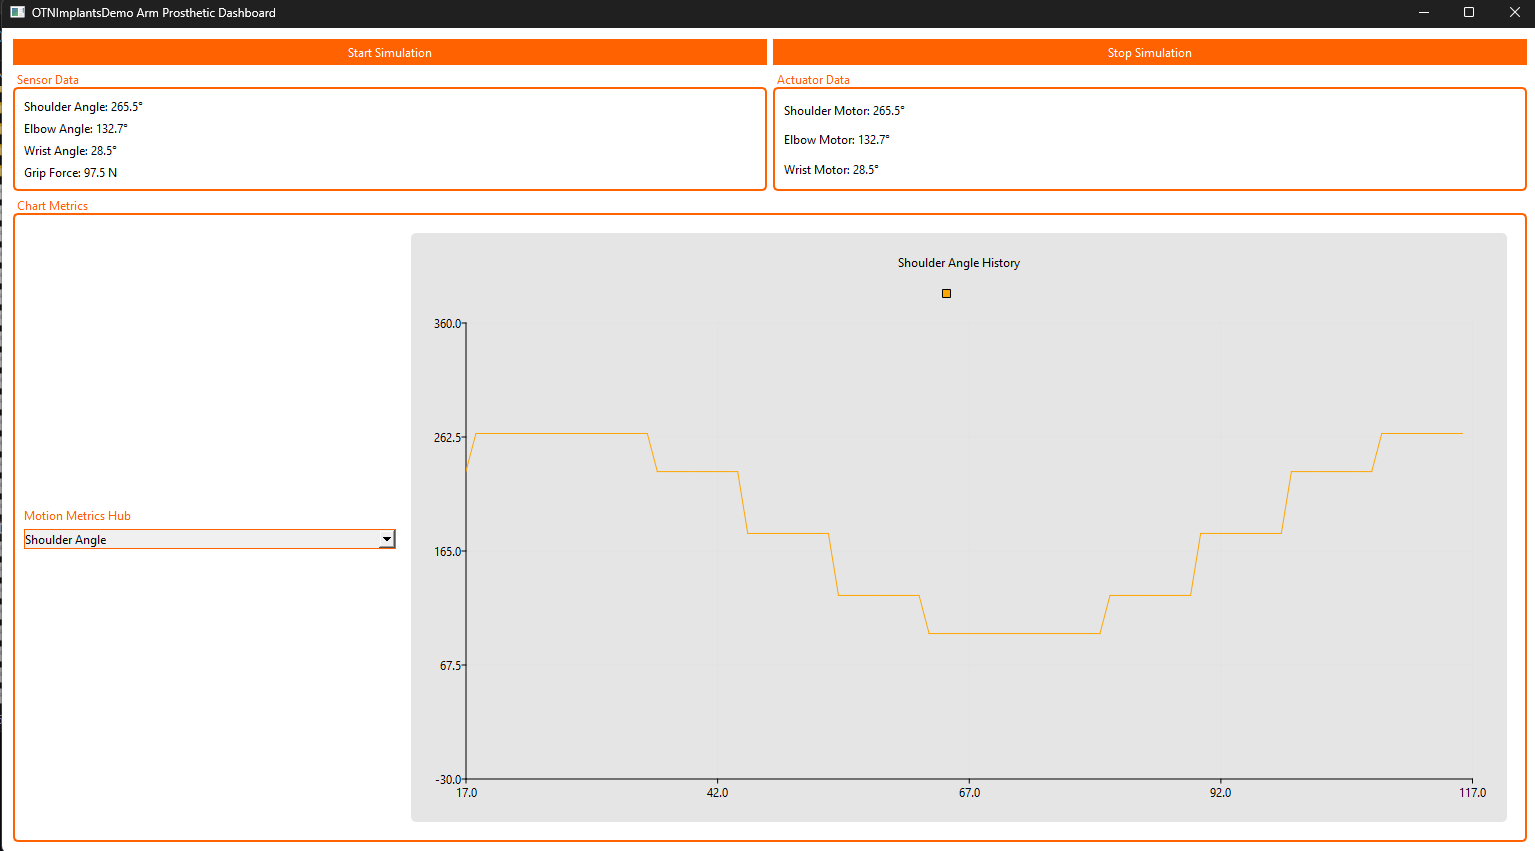 OTNImplantsDemo Arm Prosthetic Dashboard
Start Simulation
Stop Simulation
Sensor Data
Shoulder Angle: 265.5°
Elbow Angle: 132.7°
Wrist Angle: 28.5°
Grip Force: 97.5 N
Actuator Data
Shoulder Motor: 265.5°
Elbow Motor: 132.7°
Wrist Motor: 28.5°
Chart Metrics
Motion Metrics Hub
Shoulder Angle
Shoulder Angle History
360.0
262.5
165.0
67.5
-30.0
17.0 42.0 67.0 92.0 117.0